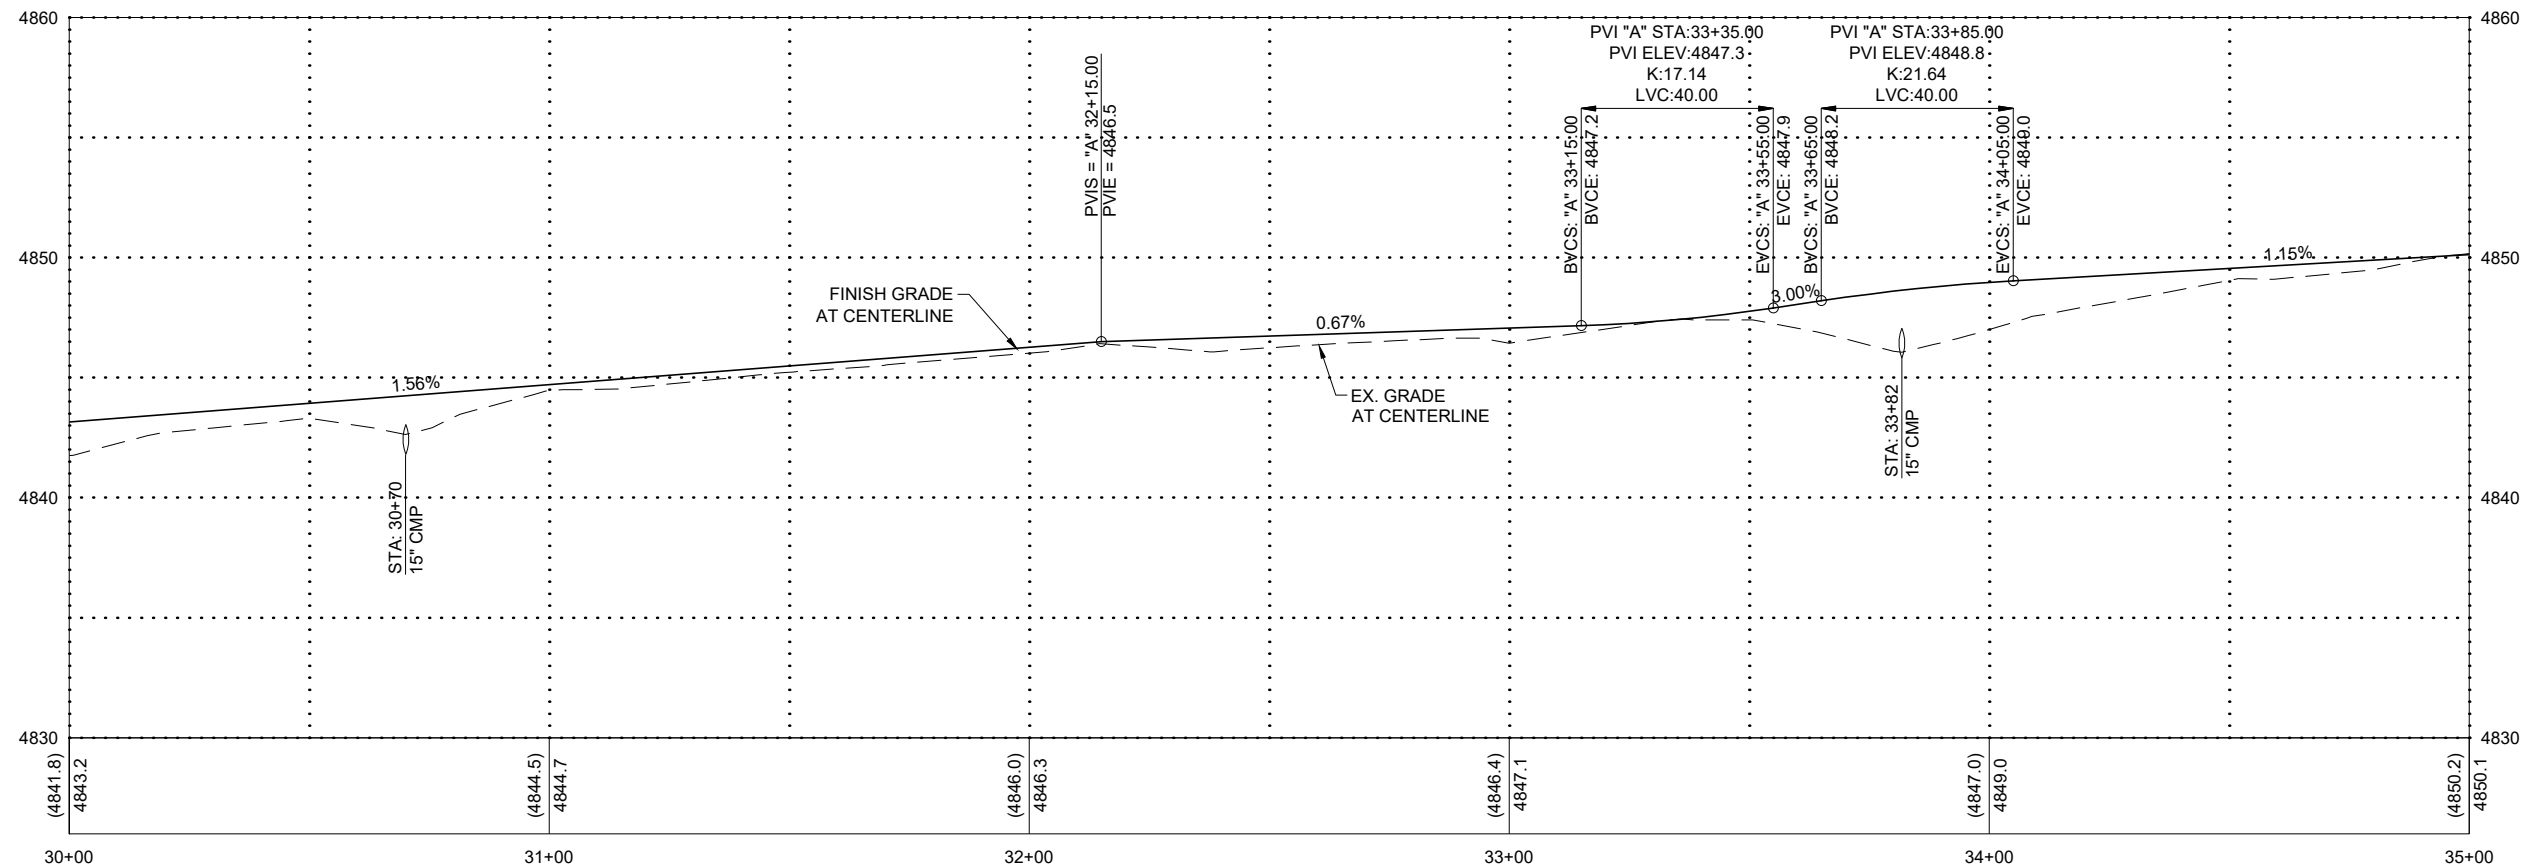 4860
4860
PVI "A" STA:33+35.00
PVI ELEV:4847.3
K:17.14
LVC:40.00
PVI "A" STA:33+85.00
PVI ELEV:4848.8
K:21.64
LVC:40.00
PVIS = "A" 32+15.00
PVIE = 4846.5
BVCS: "A" 33+15.00
BVCE: 4847.2
EVCS: "A" 33+55.00
EVCE: 4847.9
BVCS: "A" 33+65.00
BVCE: 4848.2
EVCS: "A" 34+05.00
EVCE: 4849.0
4850
4850
1.15%
3.00%
FINISH GRADE
AT CENTERLINE
0.67%
1.56%
EX. GRADE
AT CENTERLINE
STA: 30+70
15" CMP
STA: 33+82
15" CMP
4840
4840
4830
4830
(4841.8)
4843.2
(4844.5)
4844.7
(4846.0)
4846.3
(4846.4)
4847.1
(4847.0)
4849.0
(4850.2)
4850.1
30+00
31+00
32+00
33+00
34+00
35+00